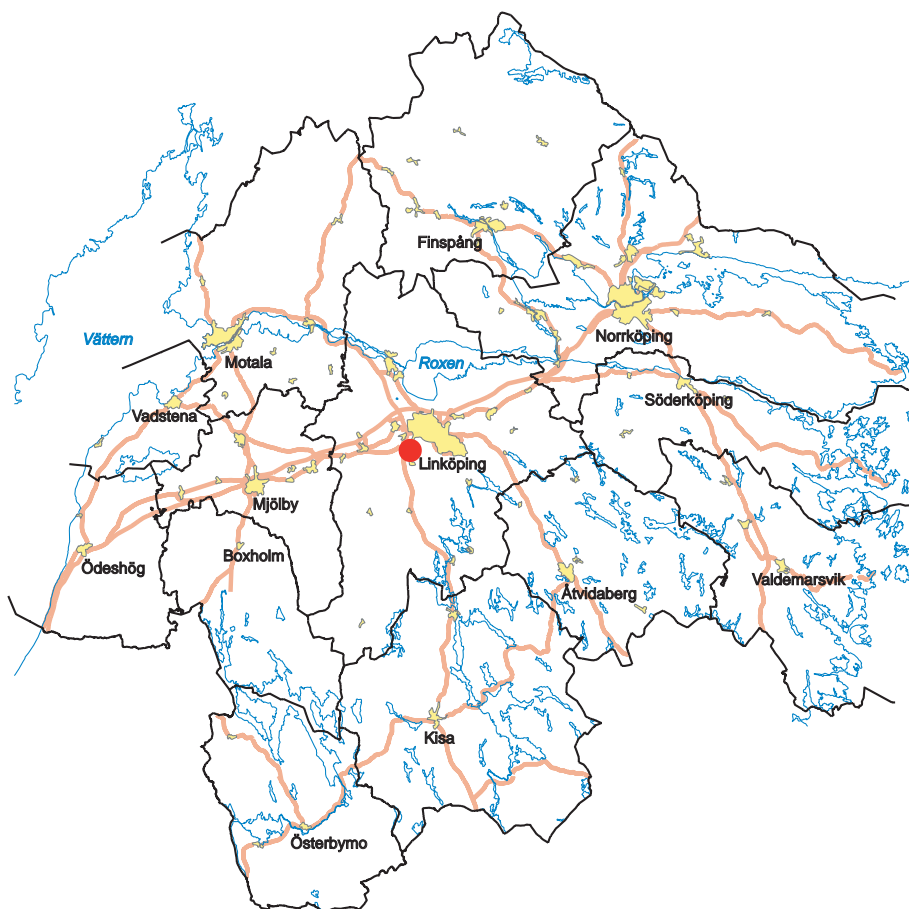 Finspång
Norrköping
Vättern
Motala
Roxen
Söderköping
Vadstena
Linköping
Mjölby
Boxholm
Ödeshög
Valdemarsvik
Åtvidaberg
Kisa
Österbymo